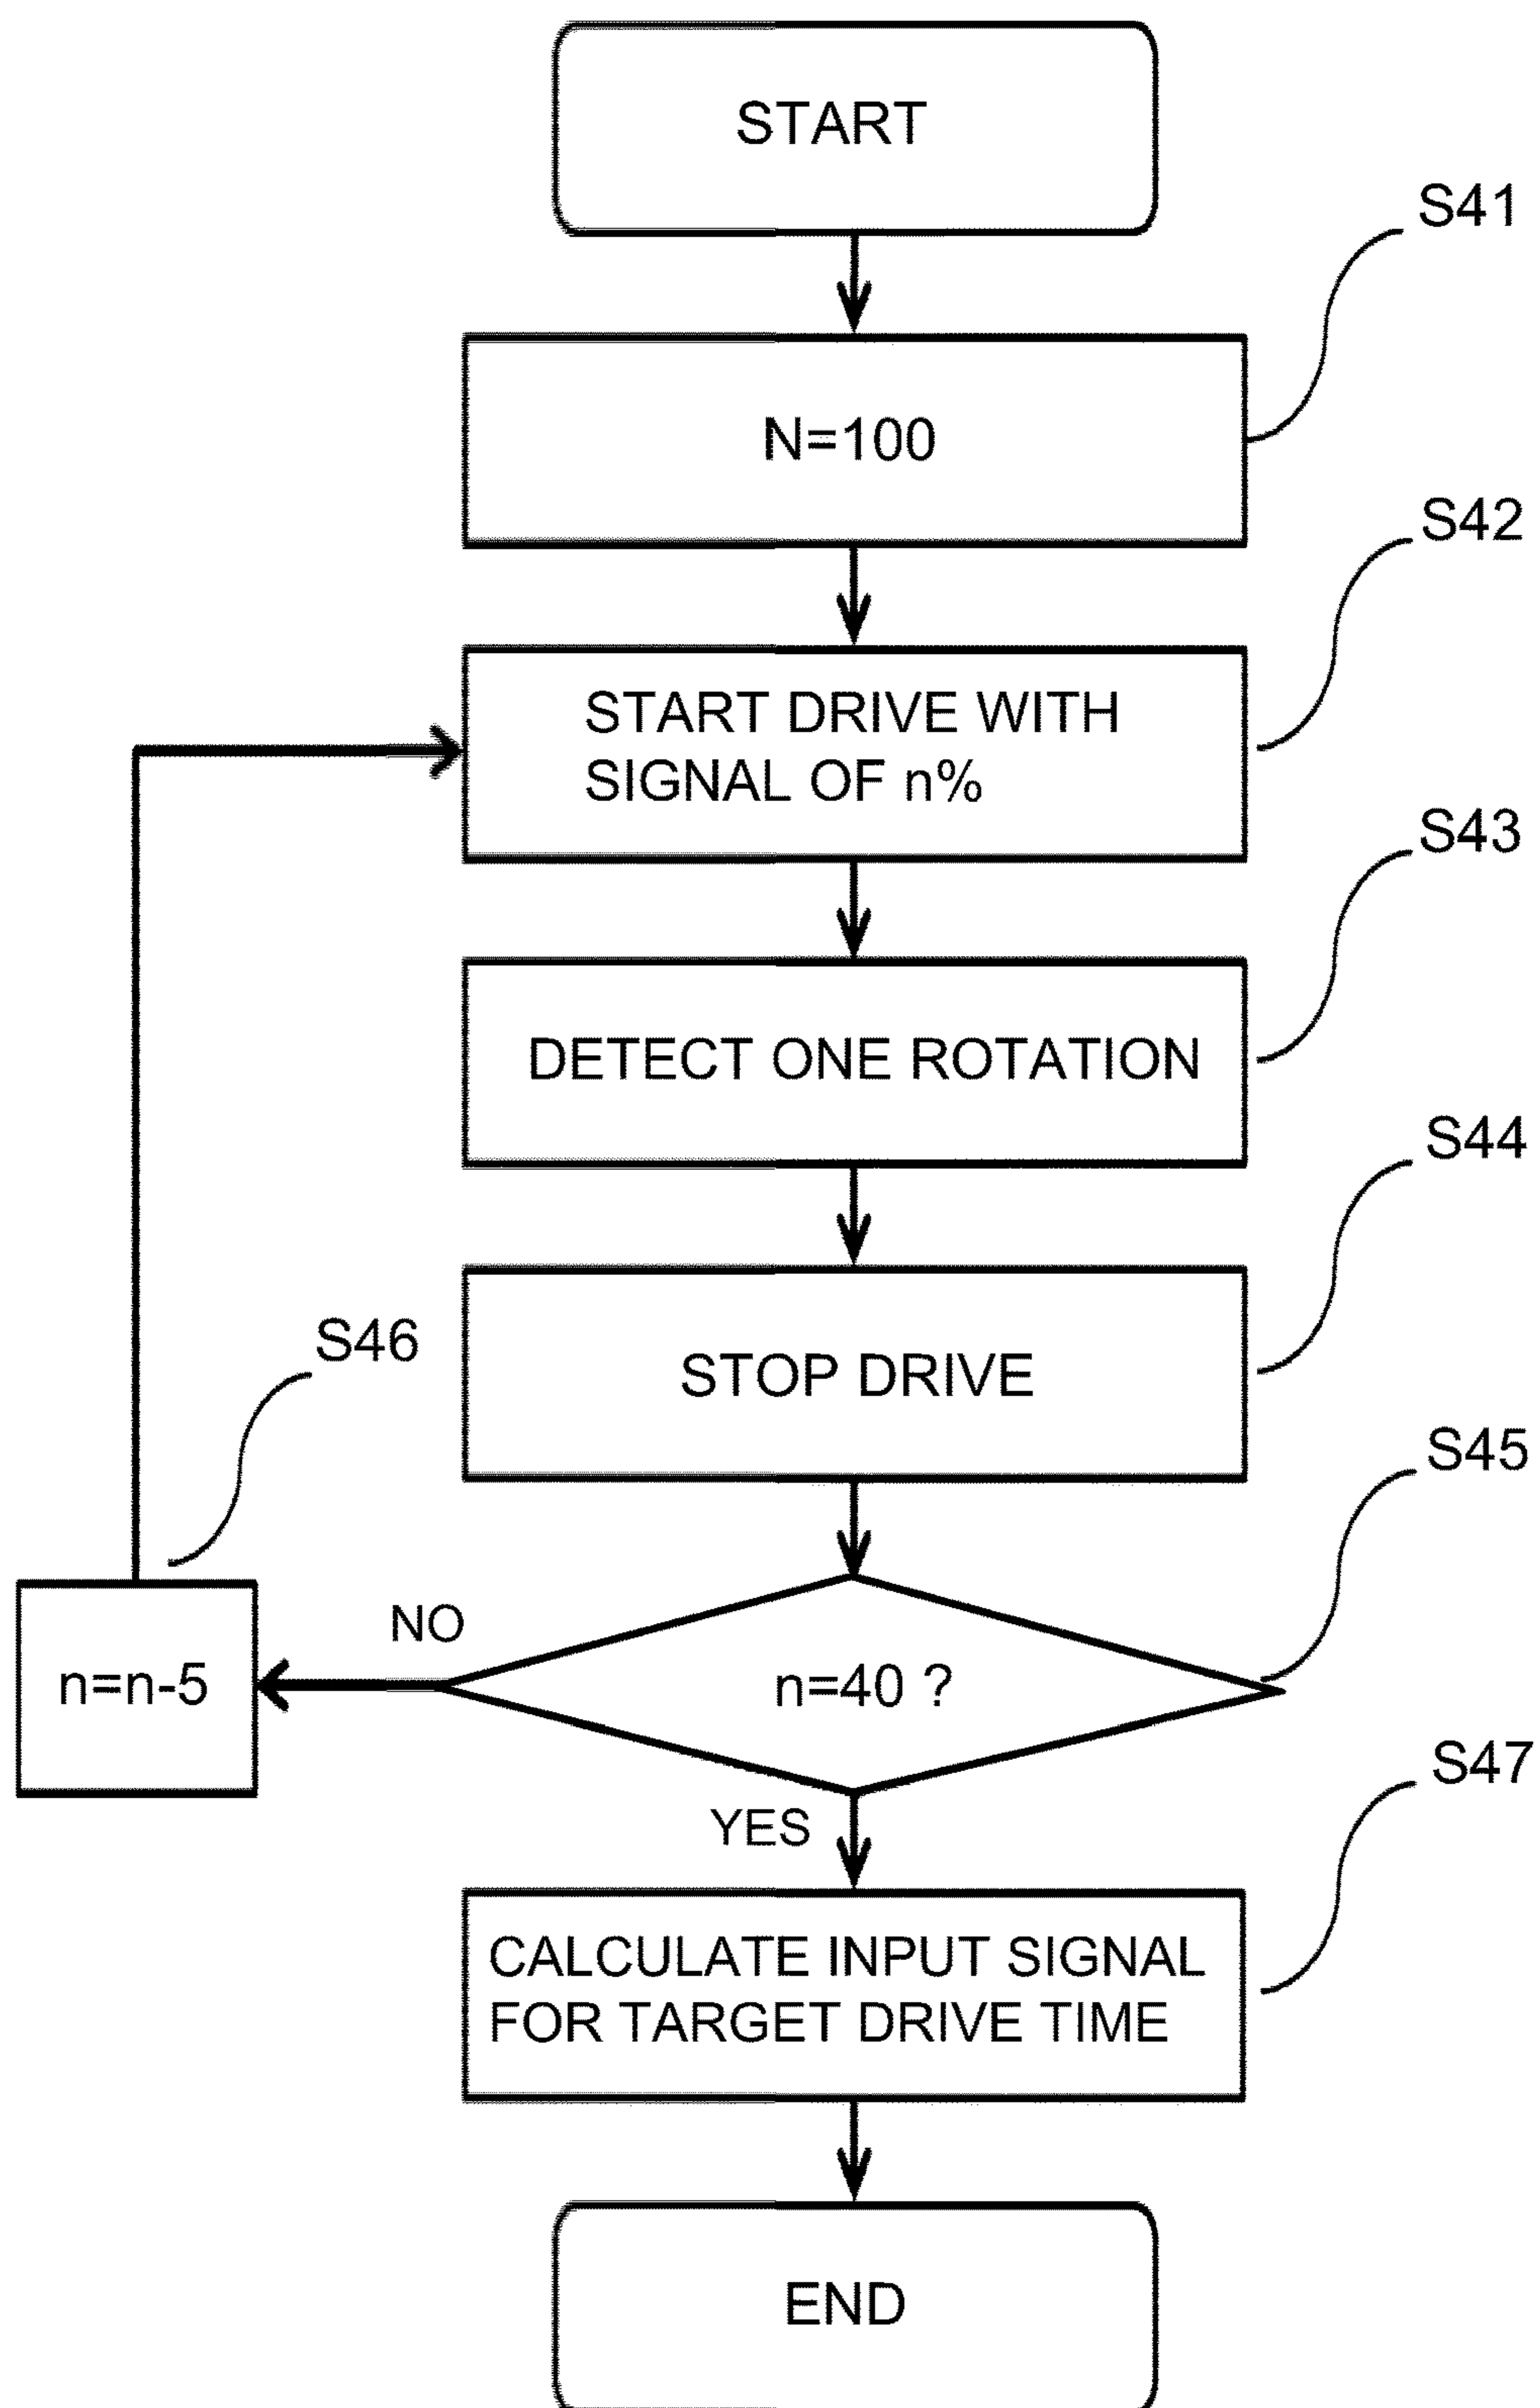 START
S41
N=100
S42
START DRIVE WITH
SIGNAL OF n%
S43
DETECT ONE ROTATION
S44
STOP DRIVE
S46
S45
NO
n=n-5
n=40 ?
S47
YES
CALCULATE INPUT SIGNAL
FOR TARGET DRIVE TIME
END